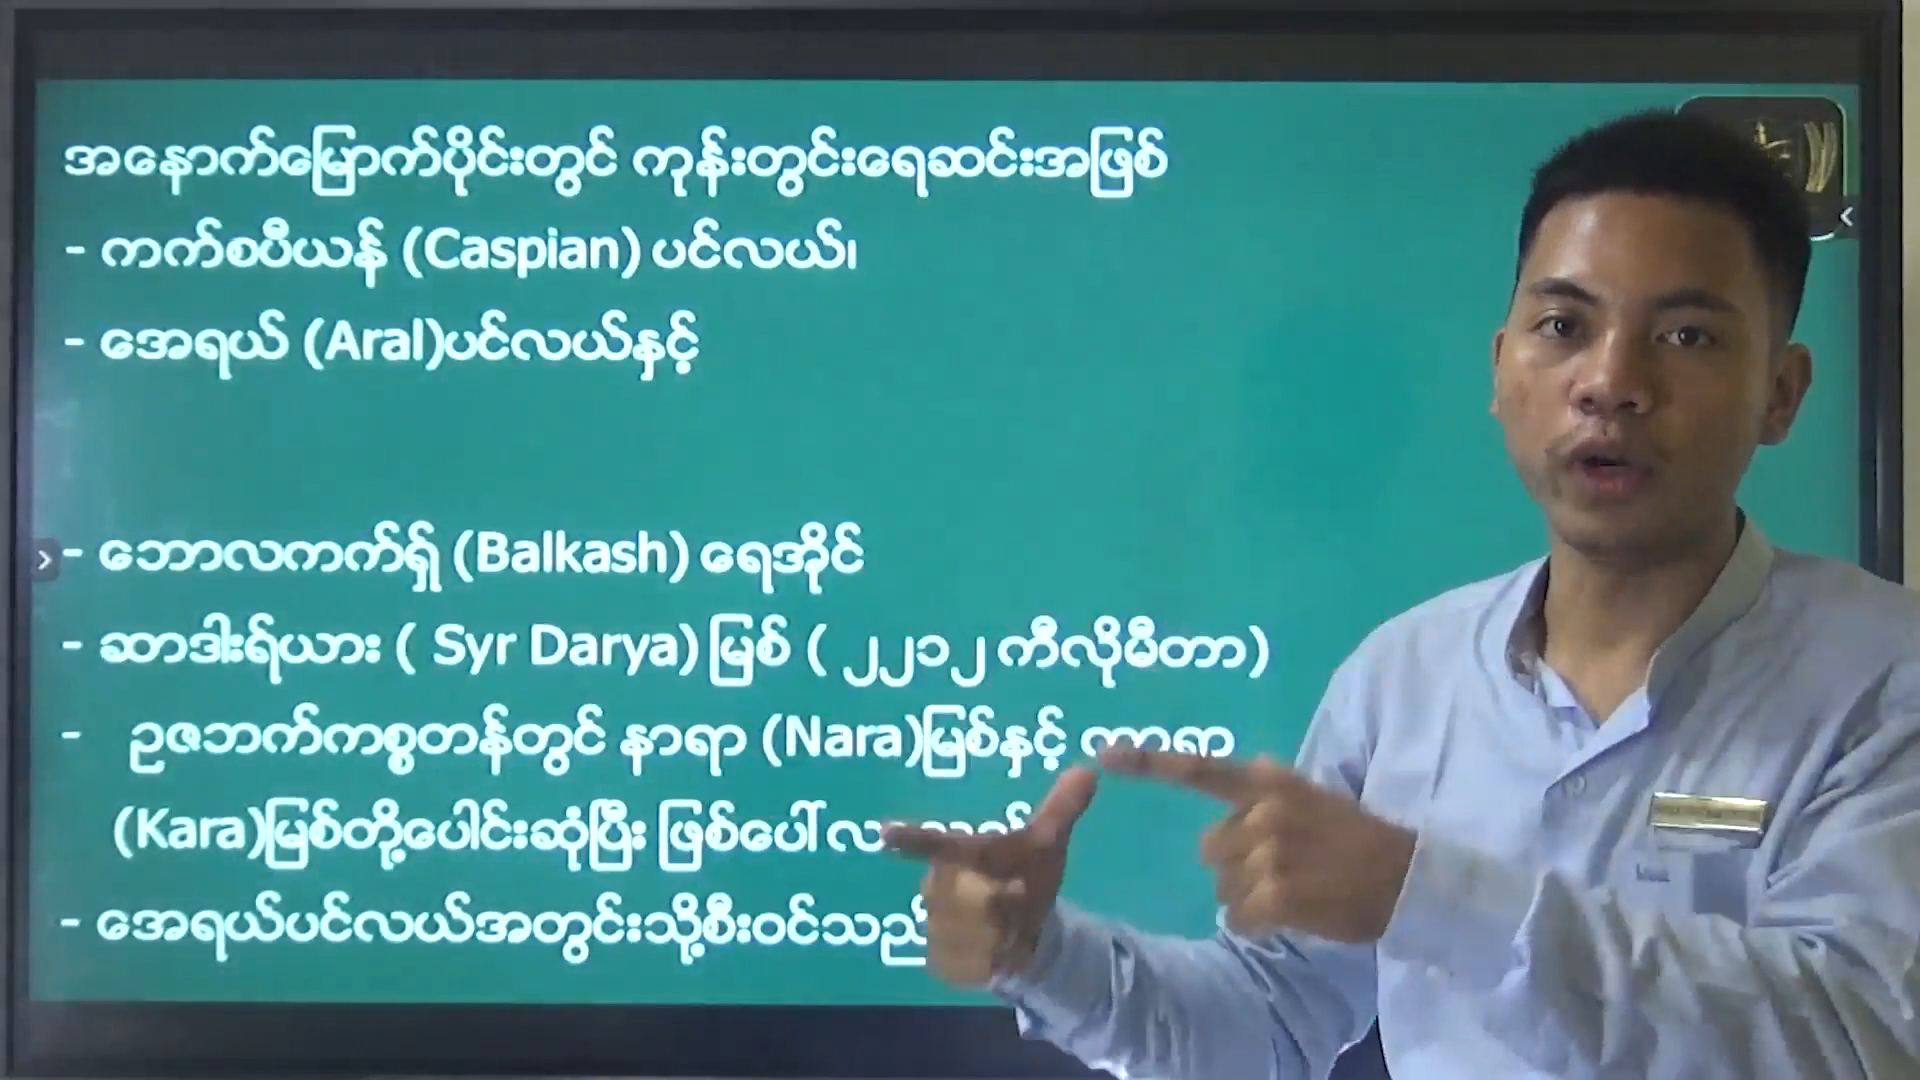 အနောက်မြောက်ပိုင်းတွင် ကုန်းတွင်းရေဆင်းအဖြစ်
- ကက်စပီယန် (Caspian) ပင်လယ်၊
- အေရယ် (Aral)ပင်လယ်နှင့်
- ဘောလကက်ရှ် (Balkash) ရေအိုင်
- ဆာဒါးရ်ယား ( Syr Darya) မြစ် ( ၂၂၁၂ ကီလိုမီတာ)
- ဥဇဘက်ကစ္စတန်တွင် နာရာ (Nara)မြစ်နှင့်
(Kara)မြစ်တို့ပေါင်းဆုံပြီး ဖြစ်ပေါ်
- အေရယ်ပင်လယ်အတွင်းသို့စီးဝင်သည်